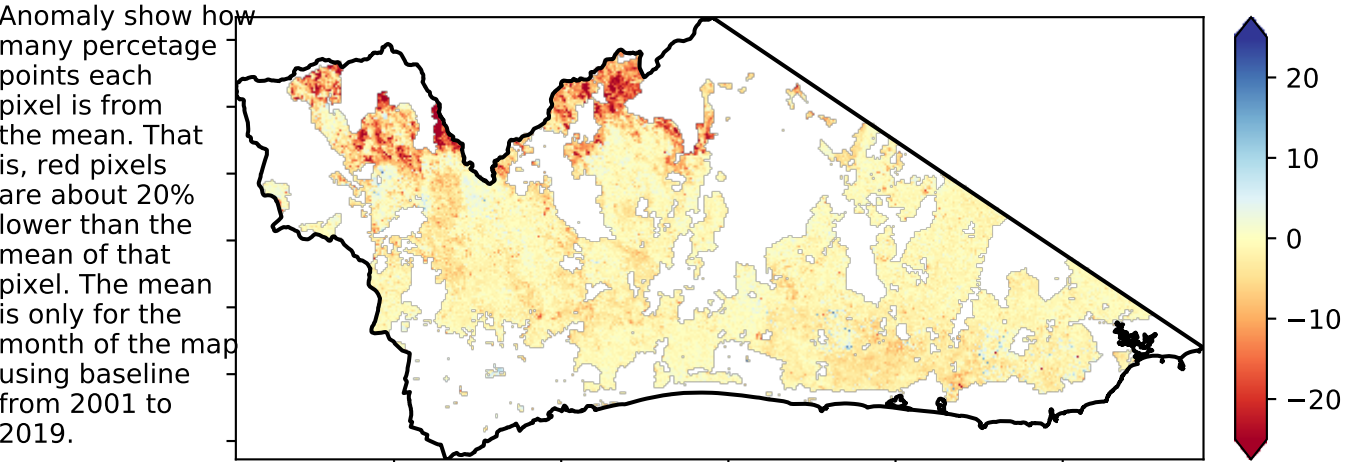 Anomaly show how
many percetage
points each
pixel is from
the mean. That
is, red pixels
are about 20%
lower than the
mean of that
pixel. The mean
is only for the
month of the map
using baseline
from 2001 to
2019.
20
10
0
−10
−20